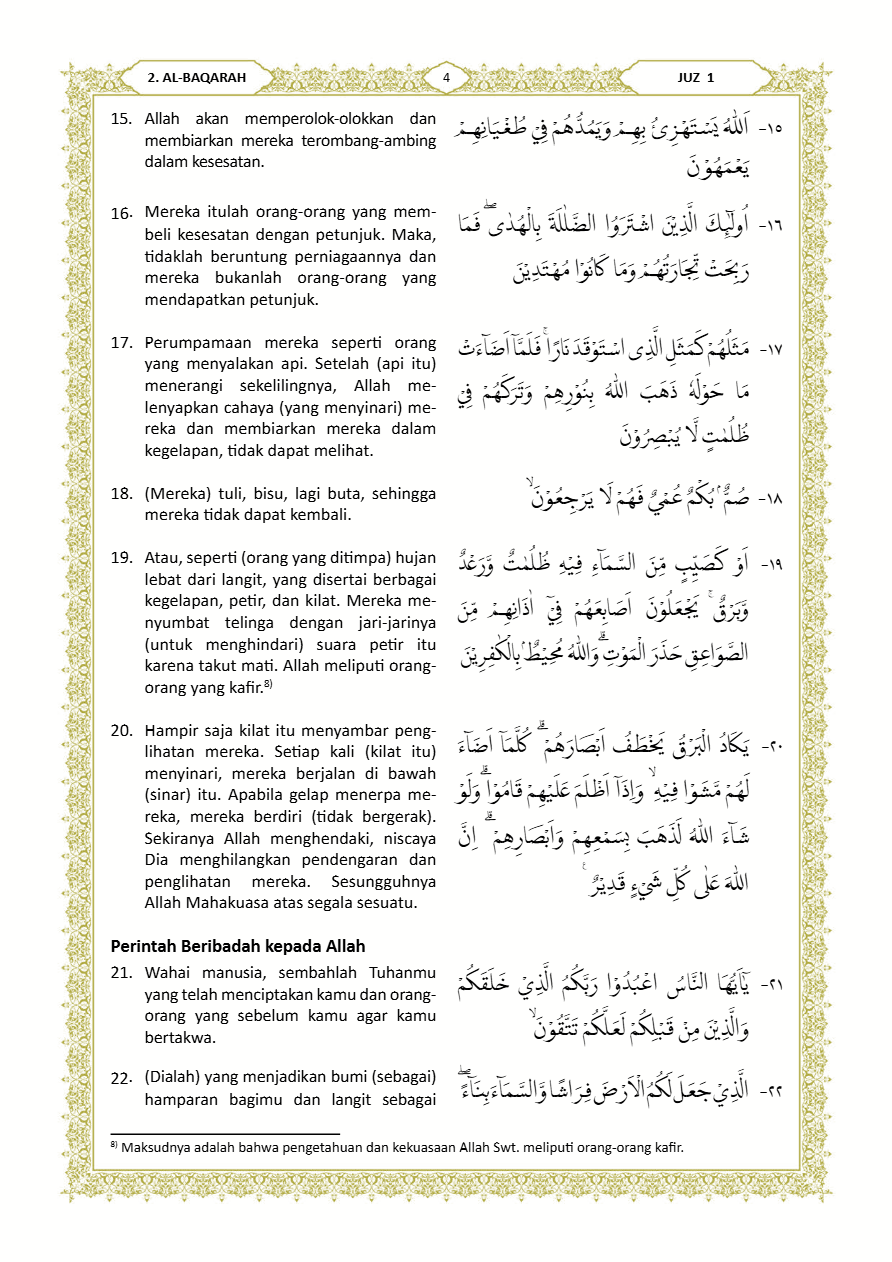 2. AL-BAQARAH
4
JUZ 1
15. Allah akan memperolok-olokkan dan
membiarkan mereka terombang-ambing
dalam kesesatan.
١٥- اَللّٰهُ يَسْتَهْزِئُ بِهِمْ وَيَمُدُّهُمْ فِيْ طُغْيَانِهِمْ
يَعْمَهُوْنَ
16. Mereka itulah orang-orang yang mem-
beli kesesatan dengan petunjuk. Maka,
tidaklah beruntung perniagaannya dan
mereka bukanlah orang-orang yang
mendapatkan petunjuk.
١٦- اُولٰۤىِٕكَ الَّذِيْنَ اشْتَرَوُا الضَّلٰلَةَ بِالْهُدٰىۖ فَمَا
رَبِحَتْ تِّجَارَتُهُمْ وَمَا كَانُوْا مُهْتَدِيْنَ
17. Perumpamaan mereka seperti orang
yang menyalakan api. Setelah (api itu)
menerangi sekelilingnya, Allah me-
lenyapkan cahaya (yang menyinari) me-
reka dan membiarkan mereka dalam
kegelapan, tidak dapat melihat.
١٧- مَثَلُهُمْ كَمَثَلِ الَّذِى اسْتَوْقَدَ نَارًاۚ فَلَمَّآ اَضَاۤءَتْ
مَا حَوْلَهٗ ذَهَبَ اللّٰهُ بِنُوْرِهِمْ وَتَرَكَهُمْ فِيْ
ظُلُمٰتٍ لَّا يُبْصِرُوْنَ
18. (Mereka) tuli, bisu, lagi buta, sehingga
mereka tidak dapat kembali.
١٨- صُمٌّ ۢ بُكْمٌ عُمْيٌ فَهُمْ لَا يَرْجِعُوْنَۙ
19. Atau, seperti (orang yang ditimpa) hujan
lebat dari langit, yang disertai berbagai
kegelapan, petir, dan kilat. Mereka me-
nyumbat telinga dengan jari-jarinya
(untuk menghindari) suara petir itu
karena takut mati. Allah meliputi orang-
orang yang kafir.8)
١٩- اَوْ كَصَيِّبٍ مِّنَ السَّمَاۤءِ فِيْهِ ظُلُمٰتٌ وَّرَعْدٌ
وَّبَرْقٌۚ يَجْعَلُوْنَ اَصَابِعَهُمْ فِيْٓ اٰذَانِهِمْ مِّنَ
الصَّوَاعِقِ حَذَرَ الْمَوْتِۗ وَاللّٰهُ مُحِيْطٌۢ بِالْكٰفِرِيْنَ
20. Hampir saja kilat itu menyambar peng-
lihatan mereka. Setiap kali (kilat itu)
menyinari, mereka berjalan di bawah
(sinar) itu. Apabila gelap menerpa me-
reka, mereka berdiri (tidak bergerak).
Sekiranya Allah menghendaki, niscaya
Dia menghilangkan pendengaran dan
penglihatan mereka. Sesungguhnya
Allah Mahakuasa atas segala sesuatu.
٢٠- يَكَادُ الْبَرْقُ يَخْطَفُ اَبْصَارَهُمْۗ كُلَّمَآ اَضَاۤءَ
لَهُمْ مَّشَوْا فِيْهِۙ وَاِذَآ اَظْلَمَ عَلَيْهِمْ قَامُوْاۗ وَلَوْ
شَاۤءَ اللّٰهُ لَذَهَبَ بِسَمْعِهِمْ وَاَبْصَارِهِمْۗ اِنَّ
اللّٰهَ عَلٰى كُلِّ شَيْءٍ قَدِيْرٌࣖ
Perintah Beribadah kepada Allah
21. Wahai manusia, sembahlah Tuhanmu
yang telah menciptakan kamu dan orang-
orang yang sebelum kamu agar kamu
bertakwa.
٢١- يٰٓاَيُّهَا النَّاسُ اعْبُدُوْا رَبَّكُمُ الَّذِيْ خَلَقَكُمْ
وَالَّذِيْنَ مِنْ قَبْلِكُمْ لَعَلَّكُمْ تَتَّقُوْنَۙ
22. (Dialah) yang menjadikan bumi (sebagai)
hamparan bagimu dan langit sebagai
٢٢- الَّذِيْ جَعَلَ لَكُمُ الْاَرْضَ فِرَاشًا وَّالسَّمَاۤءَ بِنَاۤءًۖ
8) Maksudnya adalah bahwa pengetahuan dan kekuasaan Allah Swt. meliputi orang-orang kafir.